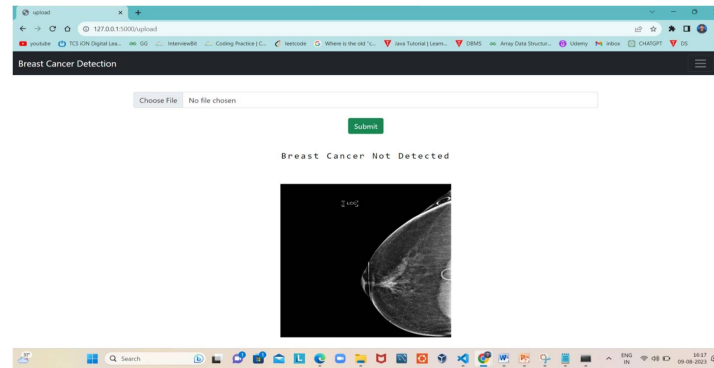 upload
127.0.0.1:5000/upload
youtube TCS iON Digital Lea... GG InterviewBit Coding Practice | C... leetcode Where is the old "c... Java Tutorial | Learn... DBMS Array Data Structur... Udemy inbox CHATGPT DS
Breast Cancer Detection
Choose File No file chosen
Submit
Breast Cancer Not Detected
Search
ENG 10:17
IN 09-08-2023